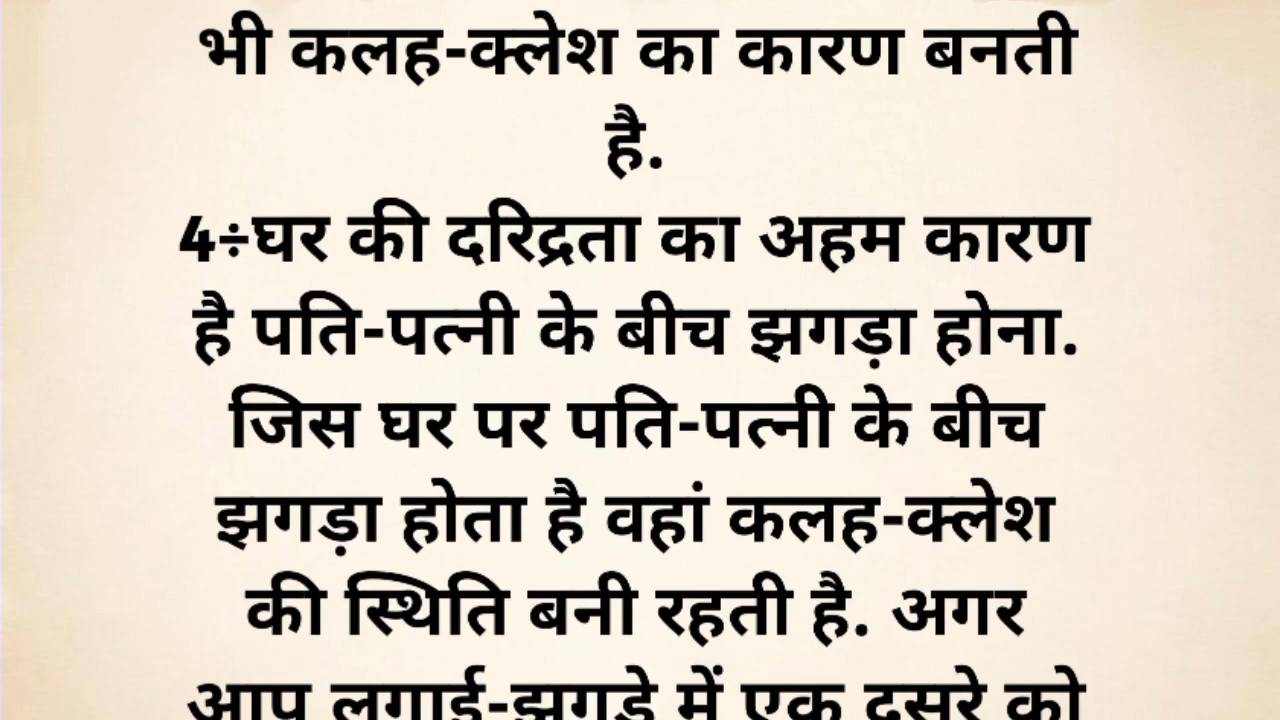 भी कलह-क्लेश का कारण बनती
है.
4÷घर की दरिद्रता का अहम कारण
है पति-पत्नी के बीच झगड़ा होना.
जिस घर पर पति-पत्नी के बीच
झगड़ा होता है वहां कलह-क्लेश
की स्थिति बनी रहती है. अगर
आप लगाई-झगड़े में एक दूसरे को